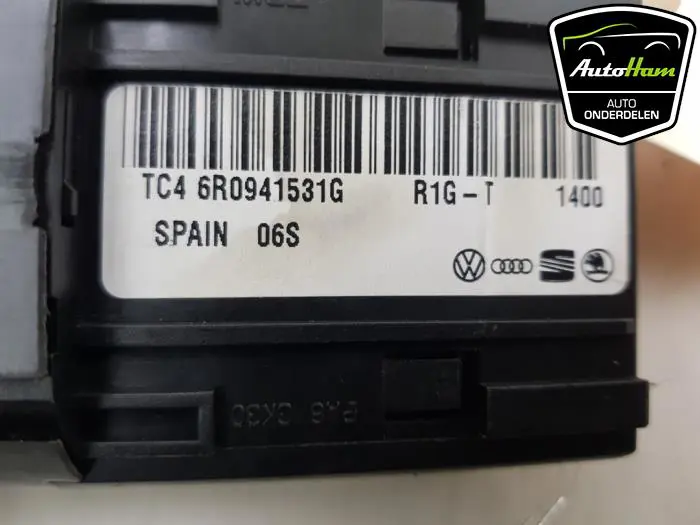 AutoHam
AUTO
ONDERDELEN
TC4 6R0941531G R1G-T 1400
SPAIN 06S